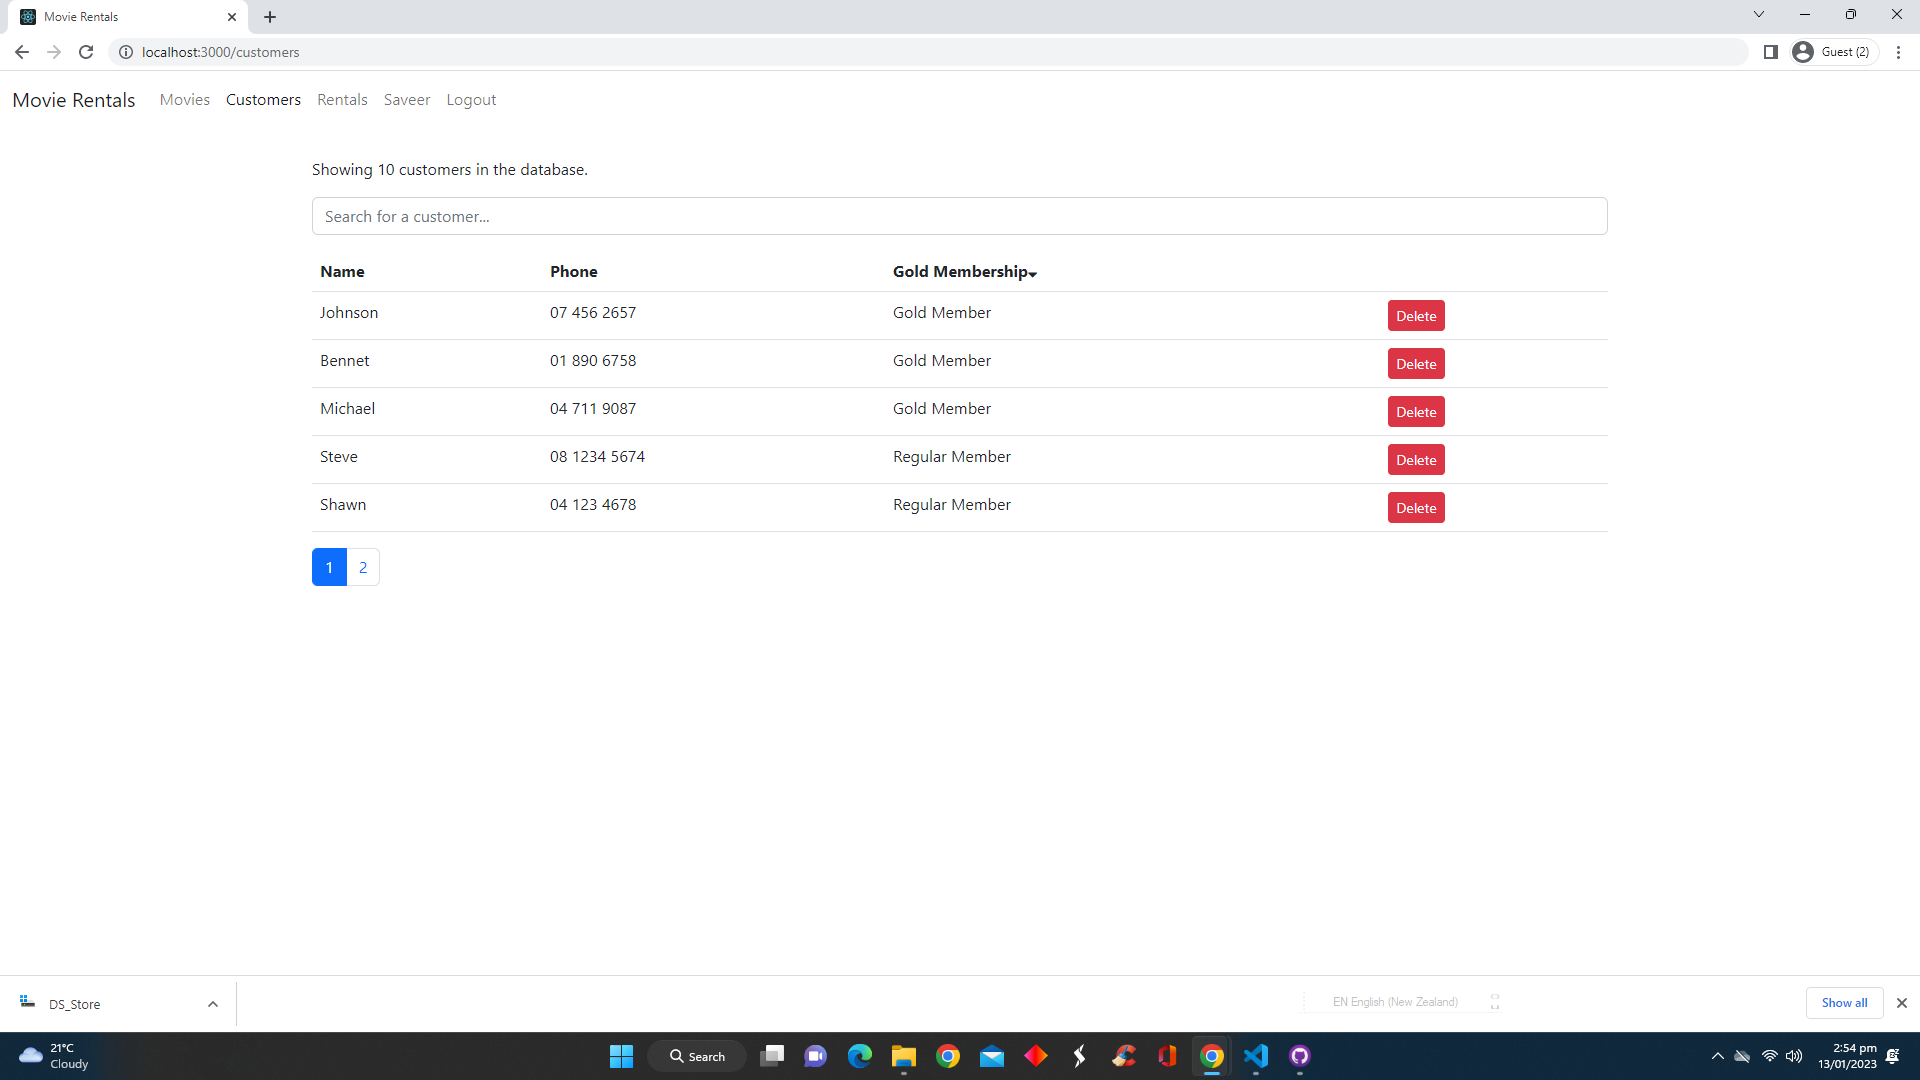 Movie Rentals
localhost:3000/customers
Guest (2)
Movie Rentals Movies Customers Rentals Saveer Logout
Showing 10 customers in the database.
Search for a customer...
Name Phone Gold Membership
Johnson 07 456 2657 Gold Member Delete
Bennet 01 890 6758 Gold Member Delete
Michael 04 711 9087 Gold Member Delete
Steve 08 1234 5674 Regular Member Delete
Shawn 04 123 4678 Regular Member Delete
1 2
DS_Store
EN English (New Zealand)
Show all
21°C
Cloudy
Search
2:54 pm
13/01/2023